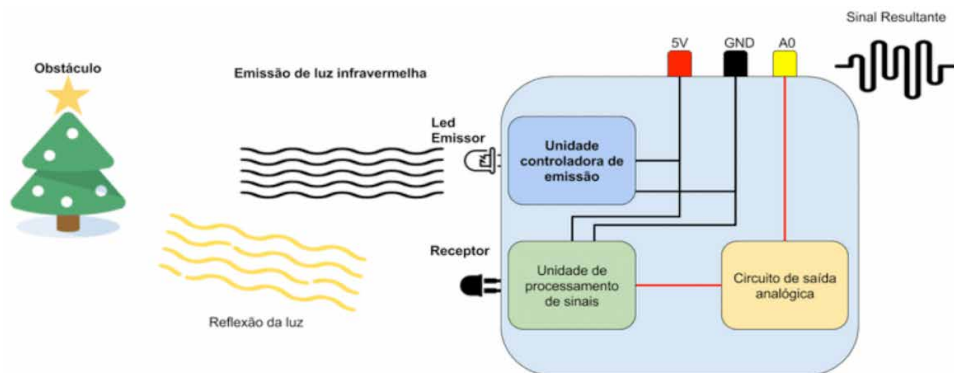 Sinal Resultante
5V
GND
A0
Obstáculo
Emissão de luz infravermelha
Led
Emissor
Unidade
controladora de
emissão
Receptor
Unidade de
processamento
de sinais
Circuito de saída
analógica
Reflexão da luz